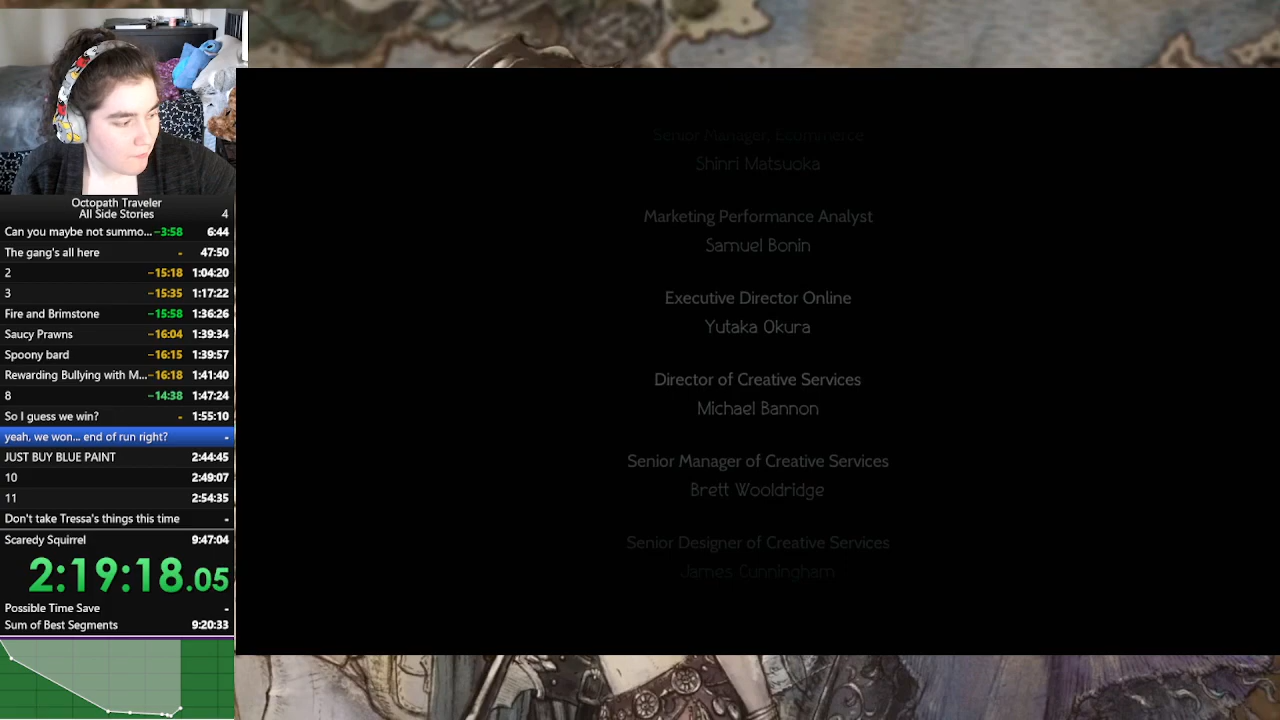 Octopath Traveler
All Side Stories 4
Can you maybe not summo... −3:58 6:44
The gang's all here - 47:50
2 −15:18 1:04:20
3 −15:35 1:17:22
Fire and Brimstone −15:58 1:36:26
Saucy Prawns −16:04 1:39:34
Spoony bard −16:15 1:39:57
Rewarding Bullying with M... −16:18 1:41:40
8 −14:38 1:47:24
So I guess we win? - 1:55:10
yeah, we won... end of run right? -
JUST BUY BLUE PAINT 2:44:45
10 2:49:07
11 2:54:35
Don't take Tressa's things this time -
Scaredy Squirrel 9:47:04
2:19:18.05
Possible Time Save -
Sum of Best Segments 9:20:33
Senior Manager, Ecommerce
Shinri Matsuoka
Marketing Performance Analyst
Samuel Bonin
Executive Director Online
Yutaka Okura
Director of Creative Services
Michael Bannon
Senior Manager of Creative Services
Brett Wooldridge
Senior Designer of Creative Services
James Cunningham